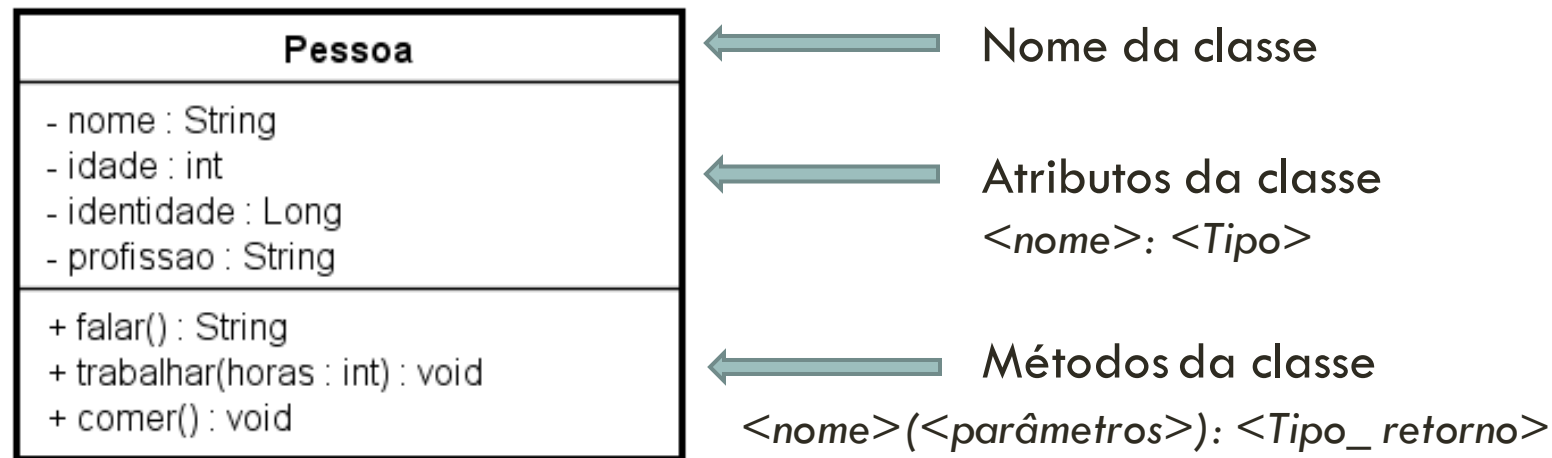 Pessoa
- nome : String
- idade : int
- identidade : Long
- profissao : String
+ falar() : String
+ trabalhar(horas : int) : void
+ comer() : void
Nome da classe
Atributos da classe
<nome>: <Tipo>
Métodos da classe
<nome>(<parâmetros>): <Tipo_ retorno>